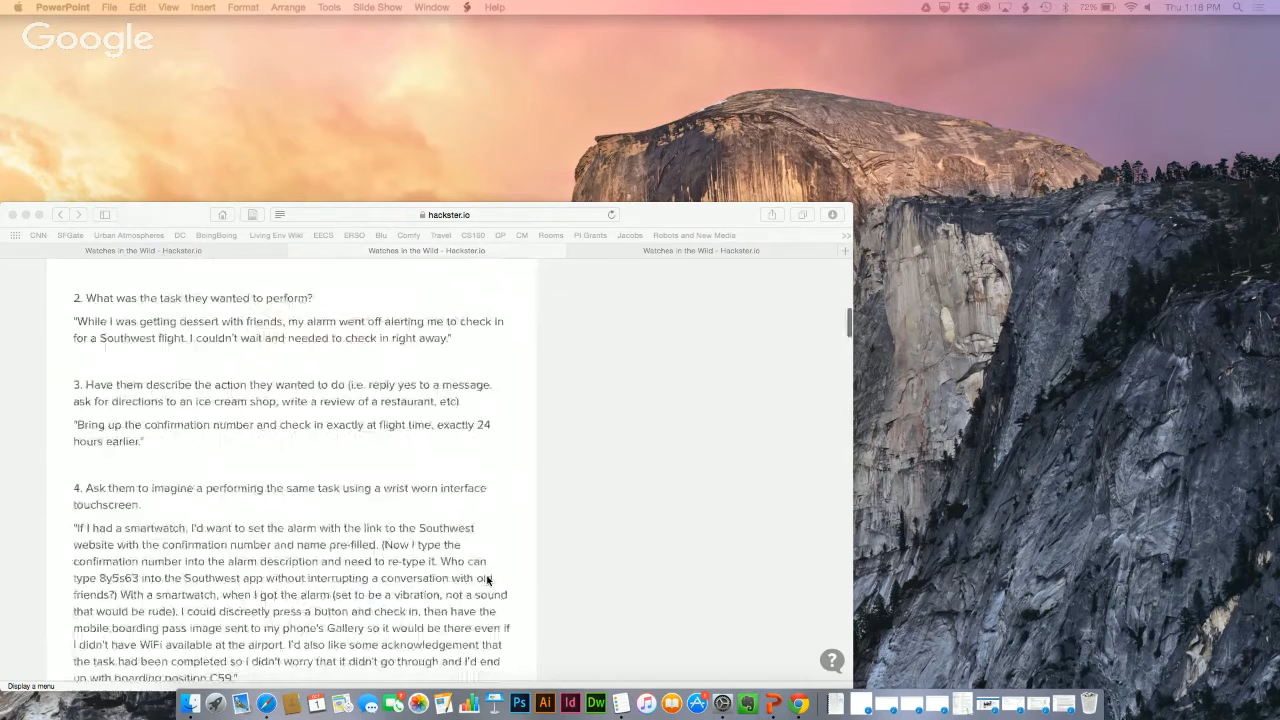 PowerPoint File Edit View Insert Format Arrange Tools Slide Show Window Help 72% Thu 1:18 PM
Google
hackster.io
CNN SFGate Urban Atmospheres DC BoingBoing Living Env Wiki EECS ERSO Blu Comfy Travel CS160 CP CM Rooms PI Grants Jacobs Robots and New Media >>
Watches in the Wild - Hackster.io Watches in the Wild - Hackster.io Watches in the Wild - Hackster.io +
2. What was the task they wanted to perform?
"While I was getting dessert with friends, my alarm went off alerting me to check in
for a Southwest flight. I couldn't wait and needed to check in right away."
3. Have them describe the action they wanted to do (i.e. reply yes to a message,
ask for directions to an ice cream shop, write a review of a restaurant, etc)
"Bring up the confirmation number and check in exactly at flight time, exactly 24
hours earlier."
4. Ask them to imagine a performing the same task using a wrist worn interface
touchscreen.
"If I had a smartwatch, I'd want to set the alarm with the link to the Southwest
website with the confirmation number and name pre-filled. (Now I type the
confirmation number into the alarm description and need to re-type it. Who can
type 8y5s63 into the Southwest app without interrupting a conversation with old
friends?) With a smartwatch, when I got the alarm (set to be a vibration, not a sound
that would be rude), I could discreetly press a button and check in, then have the
mobile boarding pass image sent to my phone's Gallery so it would be there even if
I didn't have WiFi available at the airport. I'd also like some acknowledgement that
the task had been completed so I didn't worry that it didn't go through and I'd end
up with boarding position C59."
?
Display a menu
Ps Ai Id Dw